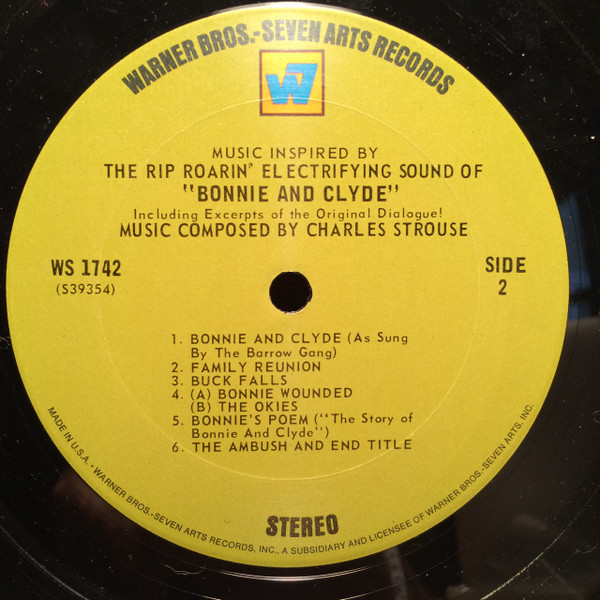 WARNER BROS.-SEVEN ARTS RECORDS
W7
MUSIC INSPIRED BY
THE RIP ROARIN' ELECTRIFYING SOUND OF
"BONNIE AND CLYDE"
Including Excerpts of the Original Dialogue!
MUSIC COMPOSED BY CHARLES STROUSE
WS 1742
(S39354)
SIDE
2
1. BONNIE AND CLYDE (As Sung
By The Barrow Gang)
2. FAMILY REUNION
3. BUCK FALLS
4. (A) BONNIE WOUNDED
(B) THE OKIES
5. BONNIE'S POEM ("The Story of
Bonnie And Clyde")
6. THE AMBUSH AND END TITLE
STEREO
MADE IN U.S.A. • WARNER BROS.-SEVEN ARTS RECORDS, INC., A SUBSIDIARY AND LICENSEE OF WARNER BROS.-SEVEN ARTS, INC.